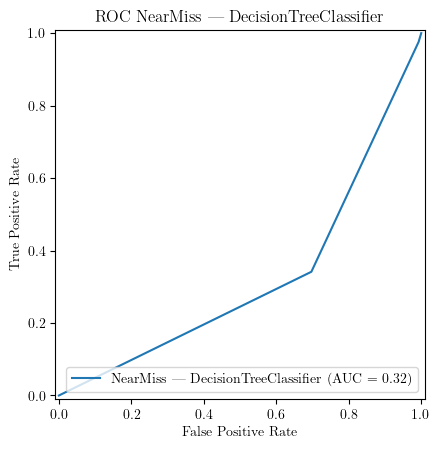 ROC NearMiss — DecisionTreeClassifier
True Positive Rate
1.0
0.8
0.6
0.4
0.2
0.0
NearMiss — DecisionTreeClassifier (AUC = 0.32)
0.0 0.2 0.4 0.6 0.8 1.0
False Positive Rate